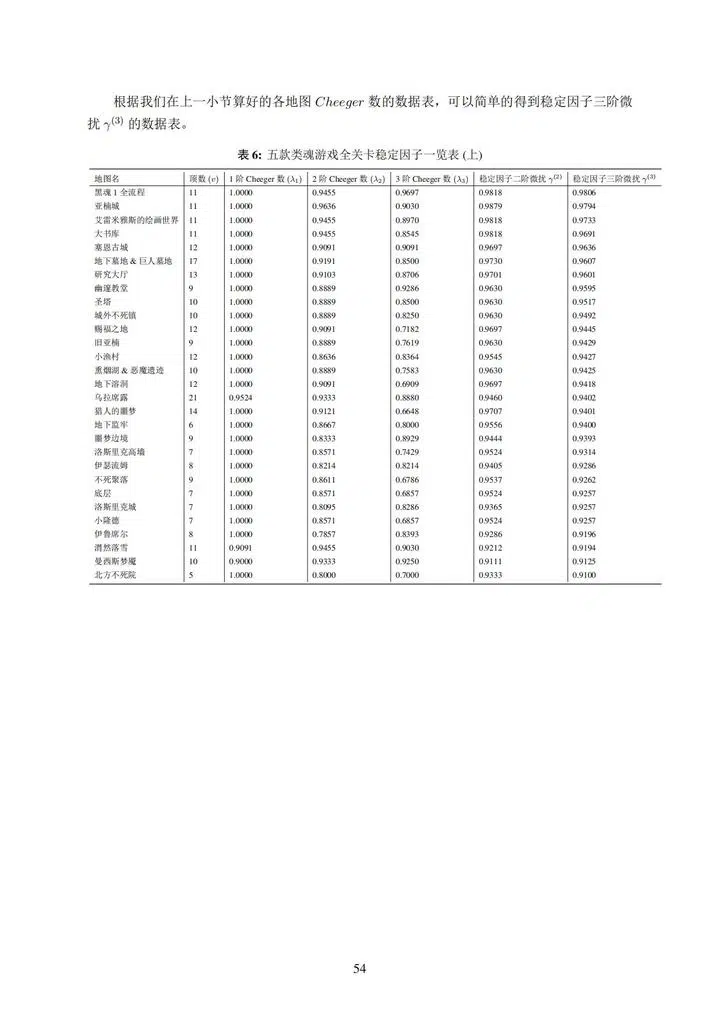 根据我们在上一小节算好的各地图 Cheeger 数的数据表，可以简单的得到稳定因子三阶微
扰 γ(3) 的数据表。
表 6: 五款类魂游戏全关卡稳定因子一览表 (上)
地图名 顶数 (v) 1 阶 Cheeger 数 (λ1) 2 阶 Cheeger 数 (λ2) 3 阶 Cheeger 数 (λ3) 稳定因子二阶微扰 γ(2) 稳定因子三阶微扰 γ(3)
黑魂 1 全流程 11 1.0000 0.9455 0.9697 0.9818 0.9806
亚楠城 11 1.0000 0.9636 0.9030 0.9879 0.9794
艾雷米雅斯的绘画世界 11 1.0000 0.9455 0.8970 0.9818 0.9733
大书库 11 1.0000 0.9455 0.8545 0.9818 0.9691
塞恩古城 12 1.0000 0.9091 0.9091 0.9697 0.9636
地下墓地 & 巨人墓地 17 1.0000 0.9191 0.8500 0.9730 0.9607
研究大厅 13 1.0000 0.9103 0.8706 0.9701 0.9601
幽邃教堂 9 1.0000 0.8889 0.9286 0.9630 0.9595
圣塔 10 1.0000 0.8889 0.8500 0.9630 0.9517
城外不死镇 10 1.0000 0.8889 0.8250 0.9630 0.9492
赐福之地 12 1.0000 0.9091 0.7182 0.9697 0.9445
旧亚楠 9 1.0000 0.8889 0.7619 0.9630 0.9429
小渔村 12 1.0000 0.8636 0.8364 0.9545 0.9427
熏烟湖 & 恶魔遗迹 10 1.0000 0.8889 0.7583 0.9630 0.9425
地下溶洞 12 1.0000 0.9091 0.6909 0.9697 0.9418
乌拉席露 21 0.9524 0.9333 0.8880 0.9460 0.9402
猎人的噩梦 14 1.0000 0.9121 0.6648 0.9707 0.9401
地下监牢 6 1.0000 0.8667 0.8000 0.9556 0.9400
噩梦边境 9 1.0000 0.8333 0.8929 0.9444 0.9393
洛斯里克高墙 7 1.0000 0.8571 0.7429 0.9524 0.9314
伊瑟流姆 8 1.0000 0.8214 0.8214 0.9405 0.9286
不死聚落 9 1.0000 0.8611 0.6786 0.9537 0.9262
底层 7 1.0000 0.8571 0.6857 0.9524 0.9257
洛斯里克城 7 1.0000 0.8095 0.8286 0.9365 0.9257
小隆德 7 1.0000 0.8571 0.6857 0.9524 0.9257
伊鲁席尔 8 1.0000 0.7857 0.8393 0.9286 0.9196
潸然落雪 11 0.9091 0.9455 0.9030 0.9212 0.9194
曼西斯梦魇 10 0.9000 0.9333 0.9250 0.9111 0.9125
北方不死院 5 1.0000 0.8000 0.7000 0.9333 0.9100
54